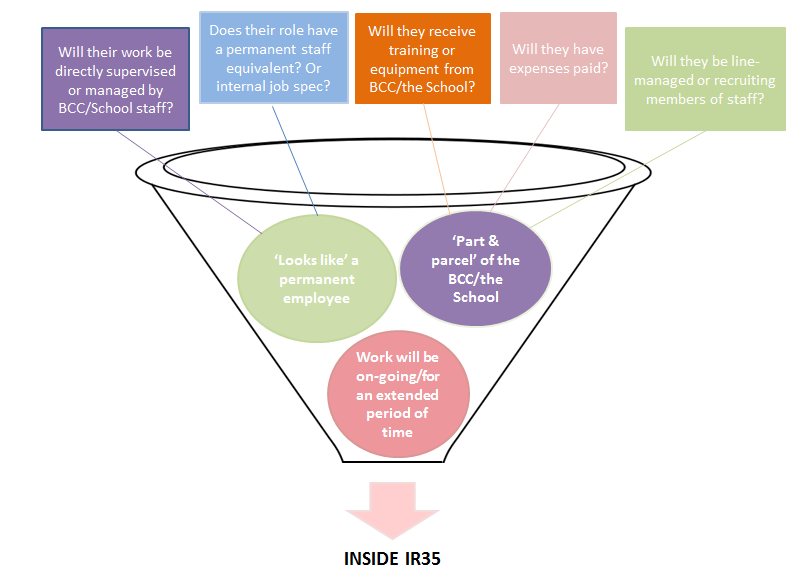 Will their work be
directly supervised
or managed by
BCC/School staff?
Does their role have
a permanent staff
equivalent? Or
internal job spec?
Will they receive
training or
equipment from
BCC/the School?
Will they have
expenses paid?
Will they be line-
managed or recruiting
members of staff?
‘Looks like’ a
permanent
employee
‘Part &
parcel’ of the
BCC/the
School
Work will be
on-going/for
an extended
period of
time
INSIDE IR35